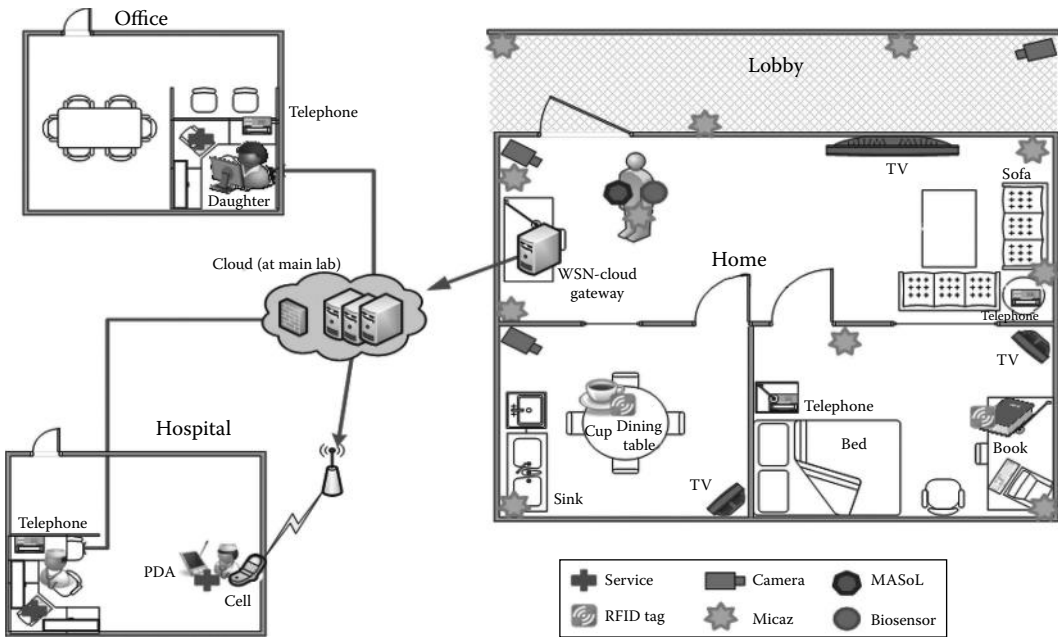 Office
Telephone
Daughter
Cloud (at main lab)
Hospital
Telephone
PDA
Cell
Lobby
TV
Sofa
WSN-cloud
gateway
Home
Telephone
TV
Cup
Dining
table
Sink
TV
Telephone
Bed
Book
Service
Camera
MASoL
RFID tag
Micaz
Biosensor